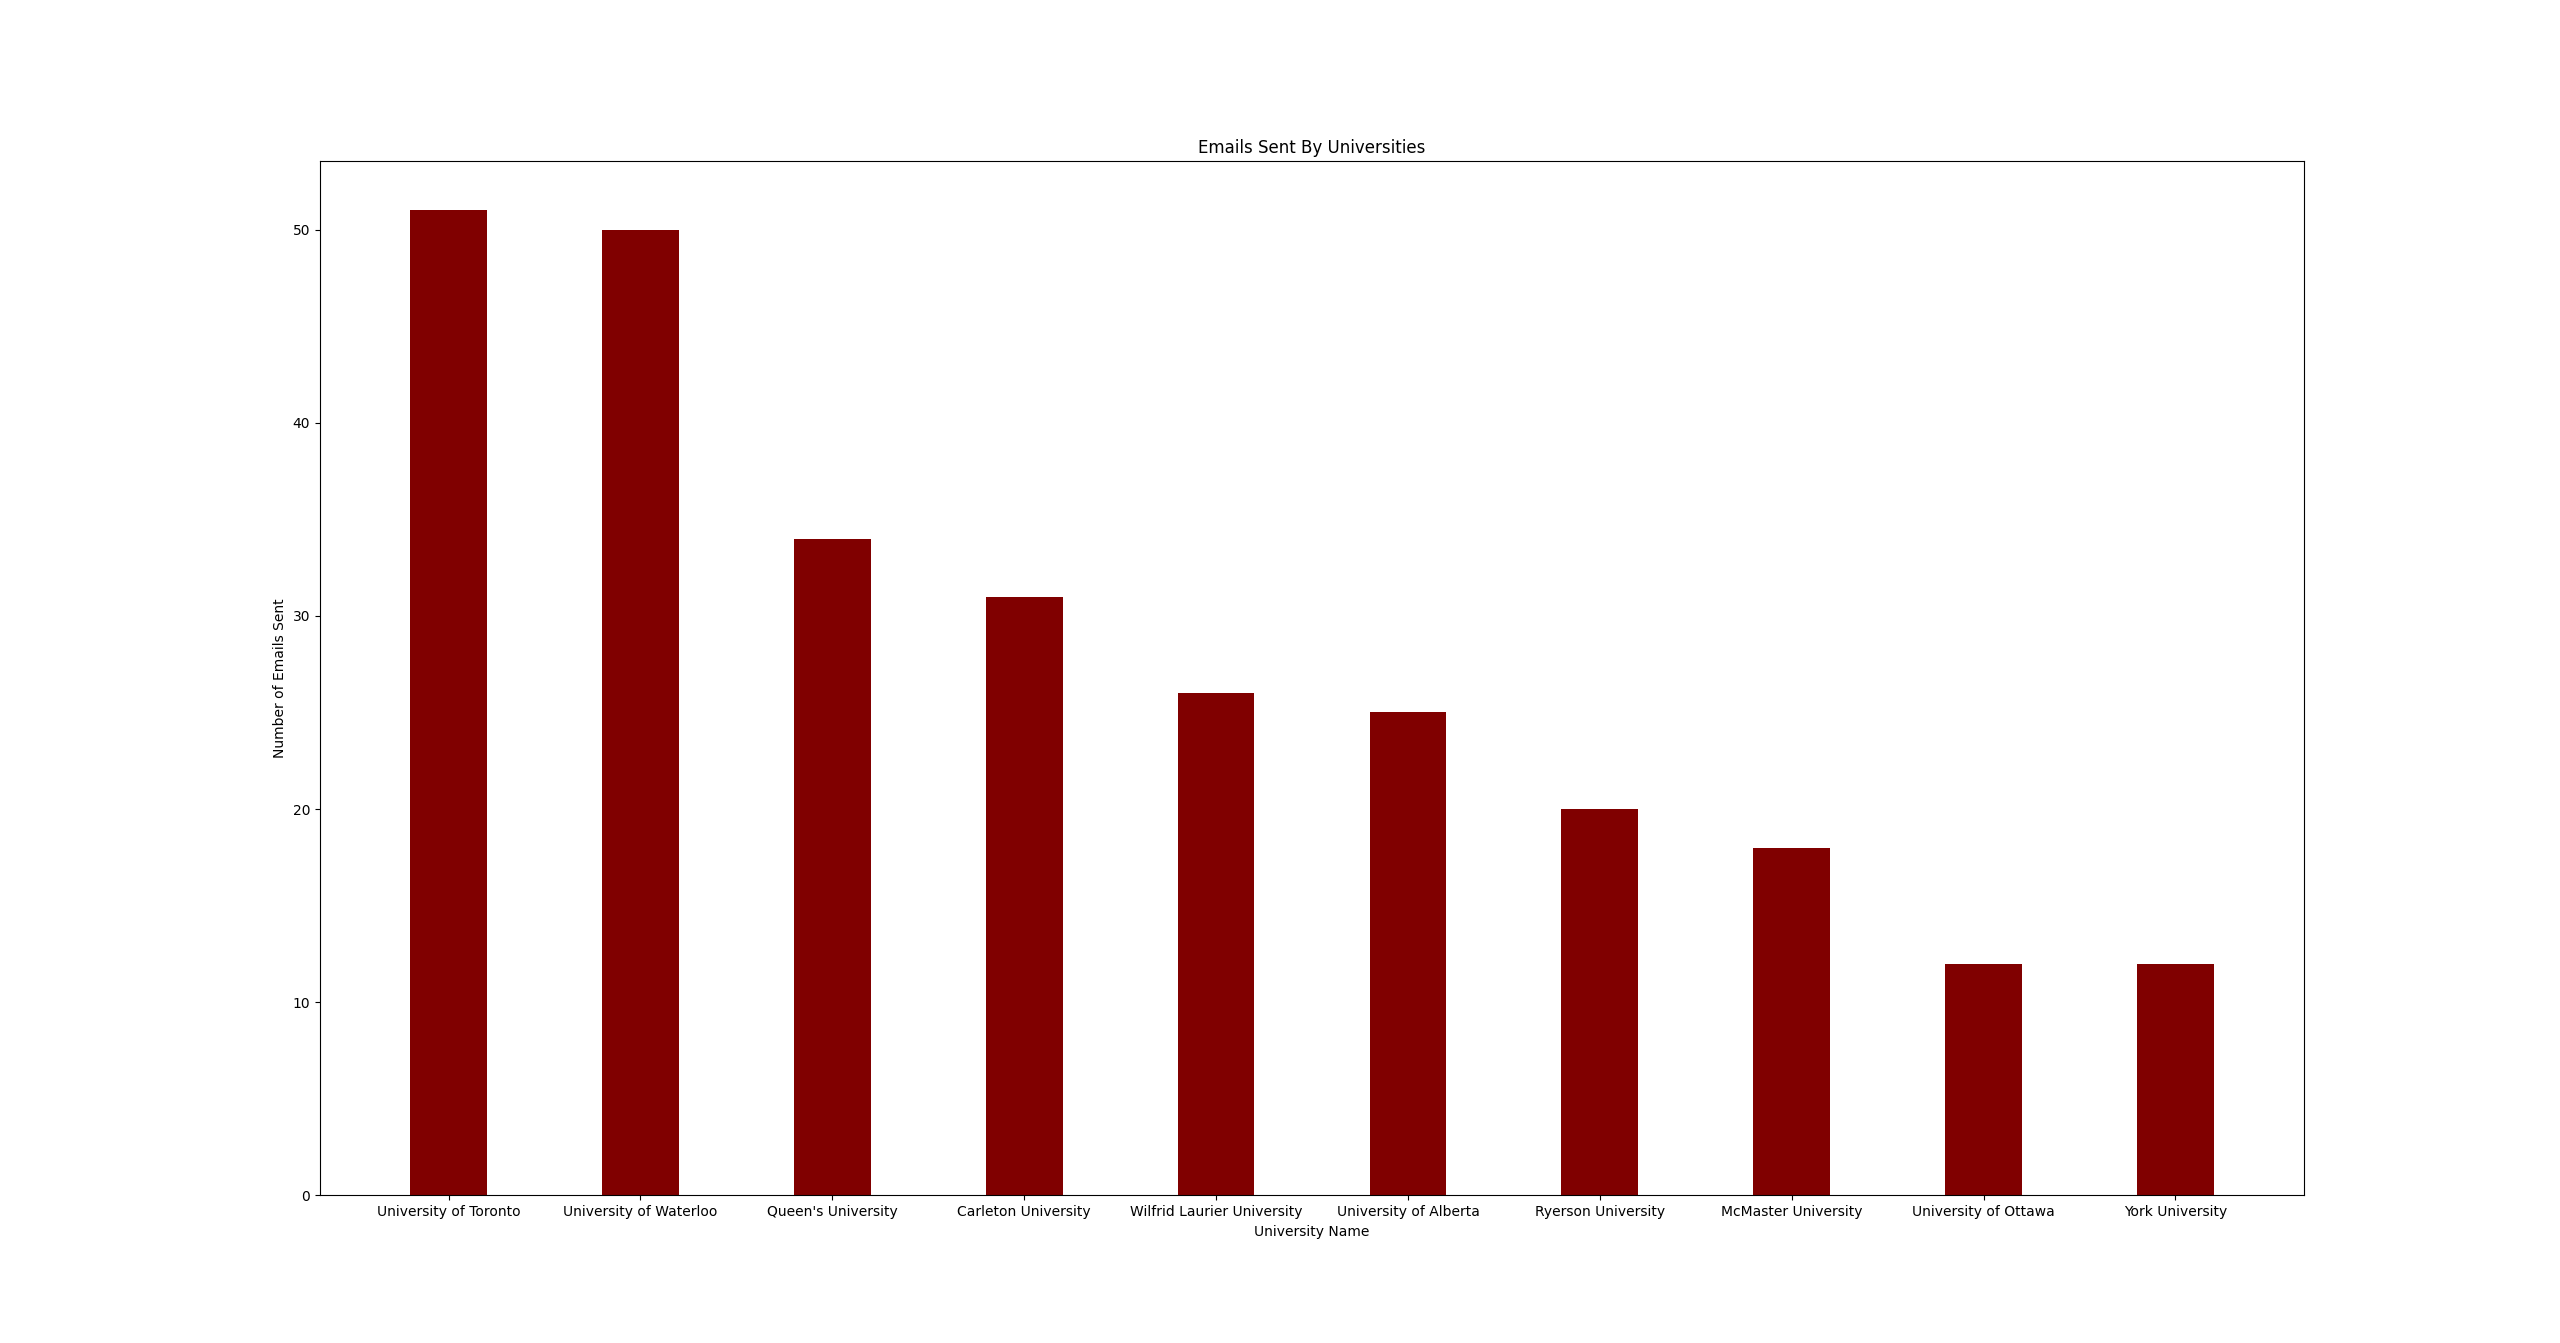 Emails Sent By Universities
50
40
30
20
10
0
Number of Emails Sent
University of Toronto
University of Waterloo
Queen's University
Carleton University
Wilfrid Laurier University
University of Alberta
Ryerson University
McMaster University
University of Ottawa
York University
University Name